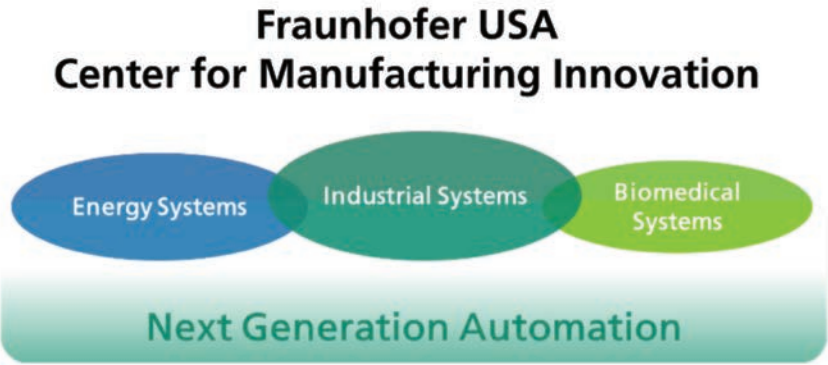 Fraunhofer USA
Center for Manufacturing Innovation
Energy Systems
Industrial Systems
Biomedical
Systems
Next Generation Automation